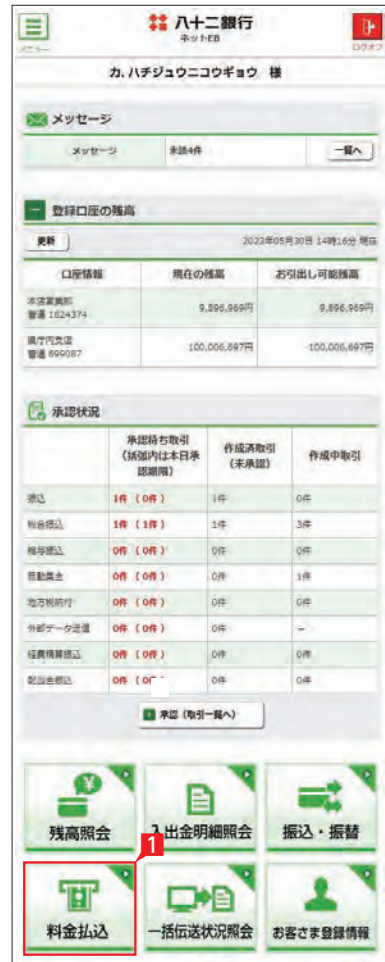 メニュー
八十二銀行
ネットEB
ログオフ
カ．ハチジュウニコウギョウ 様
メッセージ
メッセージ 未読4件 一覧へ
登録口座の残高
更新 2023年05月30日 14時16分 現在
口座情報 現在の残高 お引出し可能残高
本店営業部
普通 1624374 9,896,969円 9,896,969円
県庁内支店
普通 699087 100,006,697円 100,006,697円
承認状況
承認待ち取引
(括弧内は本日承
認期限)
作成済取引
(未承認)
作成中取引
振込 1件 ( 0件 ) 1件 0件
総合振込 1件 ( 1件 ) 1件 3件
給与振込 0件 ( 0件 ) 0件 0件
自動集金 0件 ( 0件 ) 0件 1件
地方税納付 0件 ( 0件 ) 0件 0件
外部データ送信 0件 ( 0件 ) 0件 －
経費精算振込 0件 ( 0件 ) 0件 0件
配当金振込 0件 ( 0件 0件
承認（取引一覧へ）
残高照会 入出金明細照会 振込・振替
1
料金払込 一括伝送状況照会 お客さま登録情報